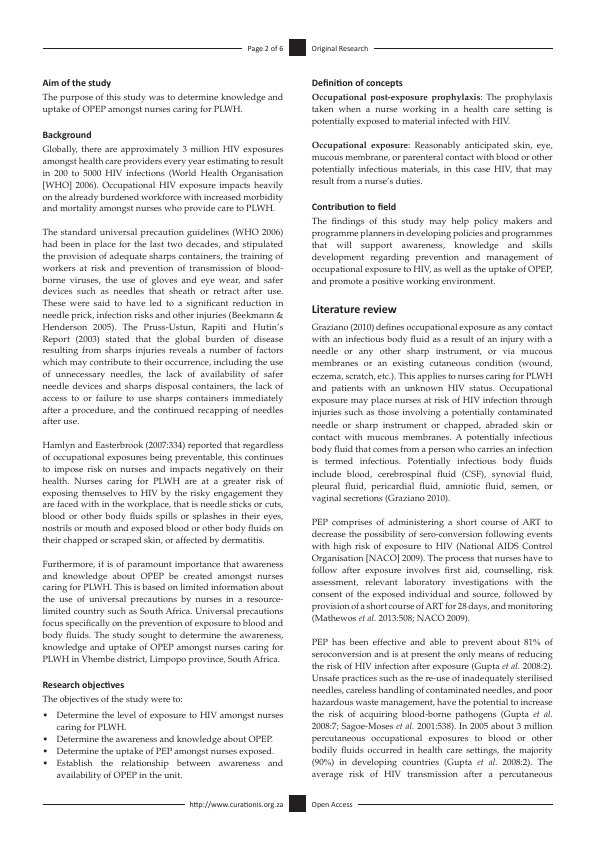 Page 2 of 6
Original Research
Aim of the study
The purpose of this study was to determine knowledge and
uptake of OPEP amongst nurses caring for PLWH.
Background
Globally, there are approximately 3 million HIV exposures
amongst health care providers every year estimating to result
in 200 to 5000 HIV infections (World Health Organisation
[WHO] 2006). Occupational HIV exposure impacts heavily
on the already burdened workforce with increased morbidity
and mortality amongst nurses who provide care to PLWH.
The standard universal precaution guidelines (WHO 2006)
had been in place for the last two decades, and stipulated
the provision of adequate sharps containers, the training of
workers at risk and prevention of transmission of blood-
borne viruses, the use of gloves and eye wear, and safer
devices such as needles that sheath or retract after use.
These were said to have led to a significant reduction in
needle prick, infection risks and other injuries (Beekmann &
Henderson 2005). The Pruss-Ustun, Rapiti and Hutin's
Report (2003) stated that the global burden of disease
resulting from sharps injuries reveals a number of factors
which may contribute to their occurrence, including the use
of unnecessary needles, the lack of availability of safer
needle devices and sharps disposal containers, the lack of
access to or failure to use sharps containers immediately
after a procedure, and the continued recapping of needles
after use.
Hamlyn and Easterbrook (2007:334) reported that regardless
of occupational exposures being preventable, this continues
to impose risk on nurses and impacts negatively on their
health. Nurses caring for PLWH are at a greater risk of
exposing themselves to HIV by the risky engagement they
are faced with in the workplace, that is needle sticks or cuts,
blood or other body fluids spills or splashes in their eyes,
nostrils or mouth and exposed blood or other body fluids on
their chapped or scraped skin, or affected by dermatitis.
Furthermore, it is of paramount importance that awareness
and knowledge about OPEP be created amongst nurses
caring for PLWH. This is based on limited information about
the use of universal precautions by nurses in a resource-
limited country such as South Africa. Universal precautions
focus specifically on the prevention of exposure to blood and
body fluids. The study sought to determine the awareness,
knowledge and uptake of OPEP amongst nurses caring for
PLWH in Vhembe district, Limpopo province, South Africa.
Research objectives
The objectives of the study were to:
• Determine the level of exposure to HIV amongst nurses
caring for PLWH.
• Determine the awareness and knowledge about OPEP.
• Determine the uptake of PEP amongst nurses exposed.
• Establish the relationship between awareness and
availability of OPEP in the unit.
Definition of concepts
Occupational post-exposure prophylaxis: The prophylaxis
taken when a nurse working in a health care setting is
potentially exposed to material infected with HIV.
Occupational exposure: Reasonably anticipated skin, eye,
mucous membrane, or parenteral contact with blood or other
potentially infectious materials, in this case HIV, that may
result from a nurse's duties.
Contribution to field
The findings of this study may help policy makers and
programme planners in developing policies and programmes
that will support awareness, knowledge and skills
development regarding prevention and management of
occupational exposure to HIV, as well as the uptake of OPEP,
and promote a positive working environment.
Literature review
Graziano (2010) defines occupational exposure as any contact
with an infectious body fluid as a result of an injury with a
needle or any other sharp instrument, or via mucous
membranes or an existing cutaneous condition (wound,
eczema, scratch, etc.). This applies to nurses caring for PLWH
and patients with an unknown HIV status. Occupational
exposure may place nurses at risk of HIV infection through
injuries such as those involving a potentially contaminated
needle or sharp instrument or chapped, abraded skin or
contact with mucous membranes. A potentially infectious
body fluid that comes from a person who carries an infection
is termed infectious. Potentially infectious body fluids
include blood, cerebrospinal fluid (CSF), synovial fluid,
pleural fluid, pericardial fluid, amniotic fluid, semen, or
vaginal secretions (Graziano 2010).
PEP comprises of administering a short course of ART to
decrease the possibility of sero-conversion following events
with high risk of exposure to HIV (National AIDS Control
Organisation [NACO] 2009). The process that nurses have to
follow after exposure involves first aid, counselling, risk
assessment, relevant laboratory investigations with the
consent of the exposed individual and source, followed by
provision of a short course of ART for 28 days, and monitoring
(Mathewos et al. 2013:508; NACO 2009).
PEP has been effective and able to prevent about 81% of
seroconversion and is at present the only means of reducing
the risk of HIV infection after exposure (Gupta et al. 2008:2).
Unsafe practices such as the re-use of inadequately sterilised
needles, careless handling of contaminated needles, and poor
hazardous waste management, have the potential to increase
the risk of acquiring blood-borne pathogens (Gupta et al.
2008:7; Sagoe-Moses et al. 2001:538). In 2005 about 3 million
percutaneous occupational exposures to blood or other
bodily fluids occurred in health care settings, the majority
(90%) in developing countries (Gupta et al. 2008:2). The
average risk of HIV transmission after a percutaneous
http://www.curationis.org.za
Open Access